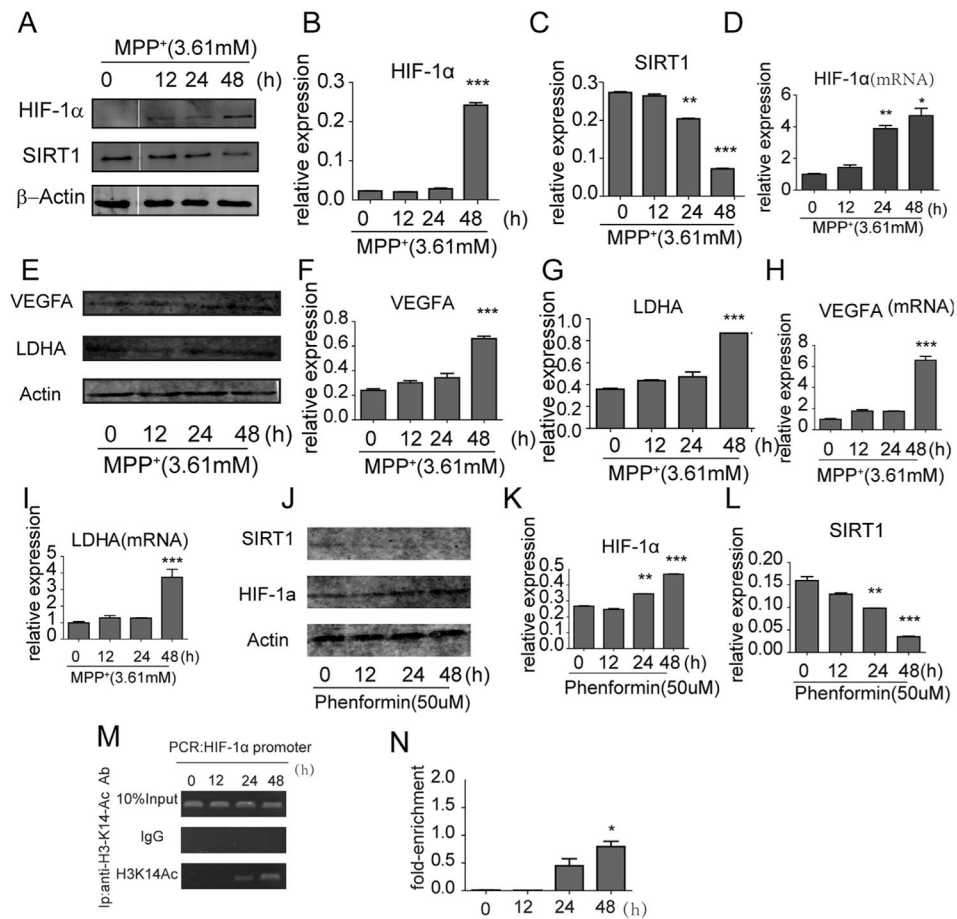 A
MPP+(3.61mM)
0 12 24 48 (h)
HIF-1α
SIRT1
β–Actin
B
relative expression
HIF-1α
***
0.3
0.2
0.1
0.0
0 12 24 48 (h)
MPP+(3.61mM)
C
relative expression
SIRT1
**
***
0.3
0.2
0.1
0.0
0 12 24 48 (h)
MPP+(3.61mM)
D
relative expression
HIF-1α(mRNA)
**
*
6
4
2
0
0 12 24 48 (h)
MPP+(3.61mM)
E
VEGFA
LDHA
Actin
0 12 24 48 (h)
MPP+(3.61mM)
F
relative expression
VEGFA
***
0.8
0.6
0.4
0.2
0.0
0 12 24 48 (h)
MPP+(3.61mM)
G
relative expression
LDHA
***
1.0
0.8
0.6
0.4
0.2
0.0
0 12 24 48 (h)
MPP+(3.61mM)
H
relative expression
VEGFA (mRNA)
***
8
6
4
2
0
0 12 24 48 (h)
MPP+(3.61mM)
I
relative expression
LDHA(mRNA)
***
5
4
3
2
1
0
0 12 24 48 (h)
MPP+(3.61mM)
J
SIRT1
HIF-1a
Actin
0 12 24 48 (h)
Phenformin(50uM)
K
relative expression
HIF-1α
**
***
0.5
0.4
0.3
0.2
0.1
0.0
0 12 24 48 (h)
Phenformin(50uM)
L
relative expression
SIRT1
**
***
0.20
0.15
0.10
0.05
0.00
0 12 24 48 (h)
Phenformin(50uM)
M
PCR:HIF-1α promoter
(h)
0 12 24 48
Ip:anti-H3-K14-Ac Ab
10%Input
IgG
H3K14Ac
N
fold-enrichment
*
2.0
1.5
1.0
0.5
0.0
0 12 24 48 (h)